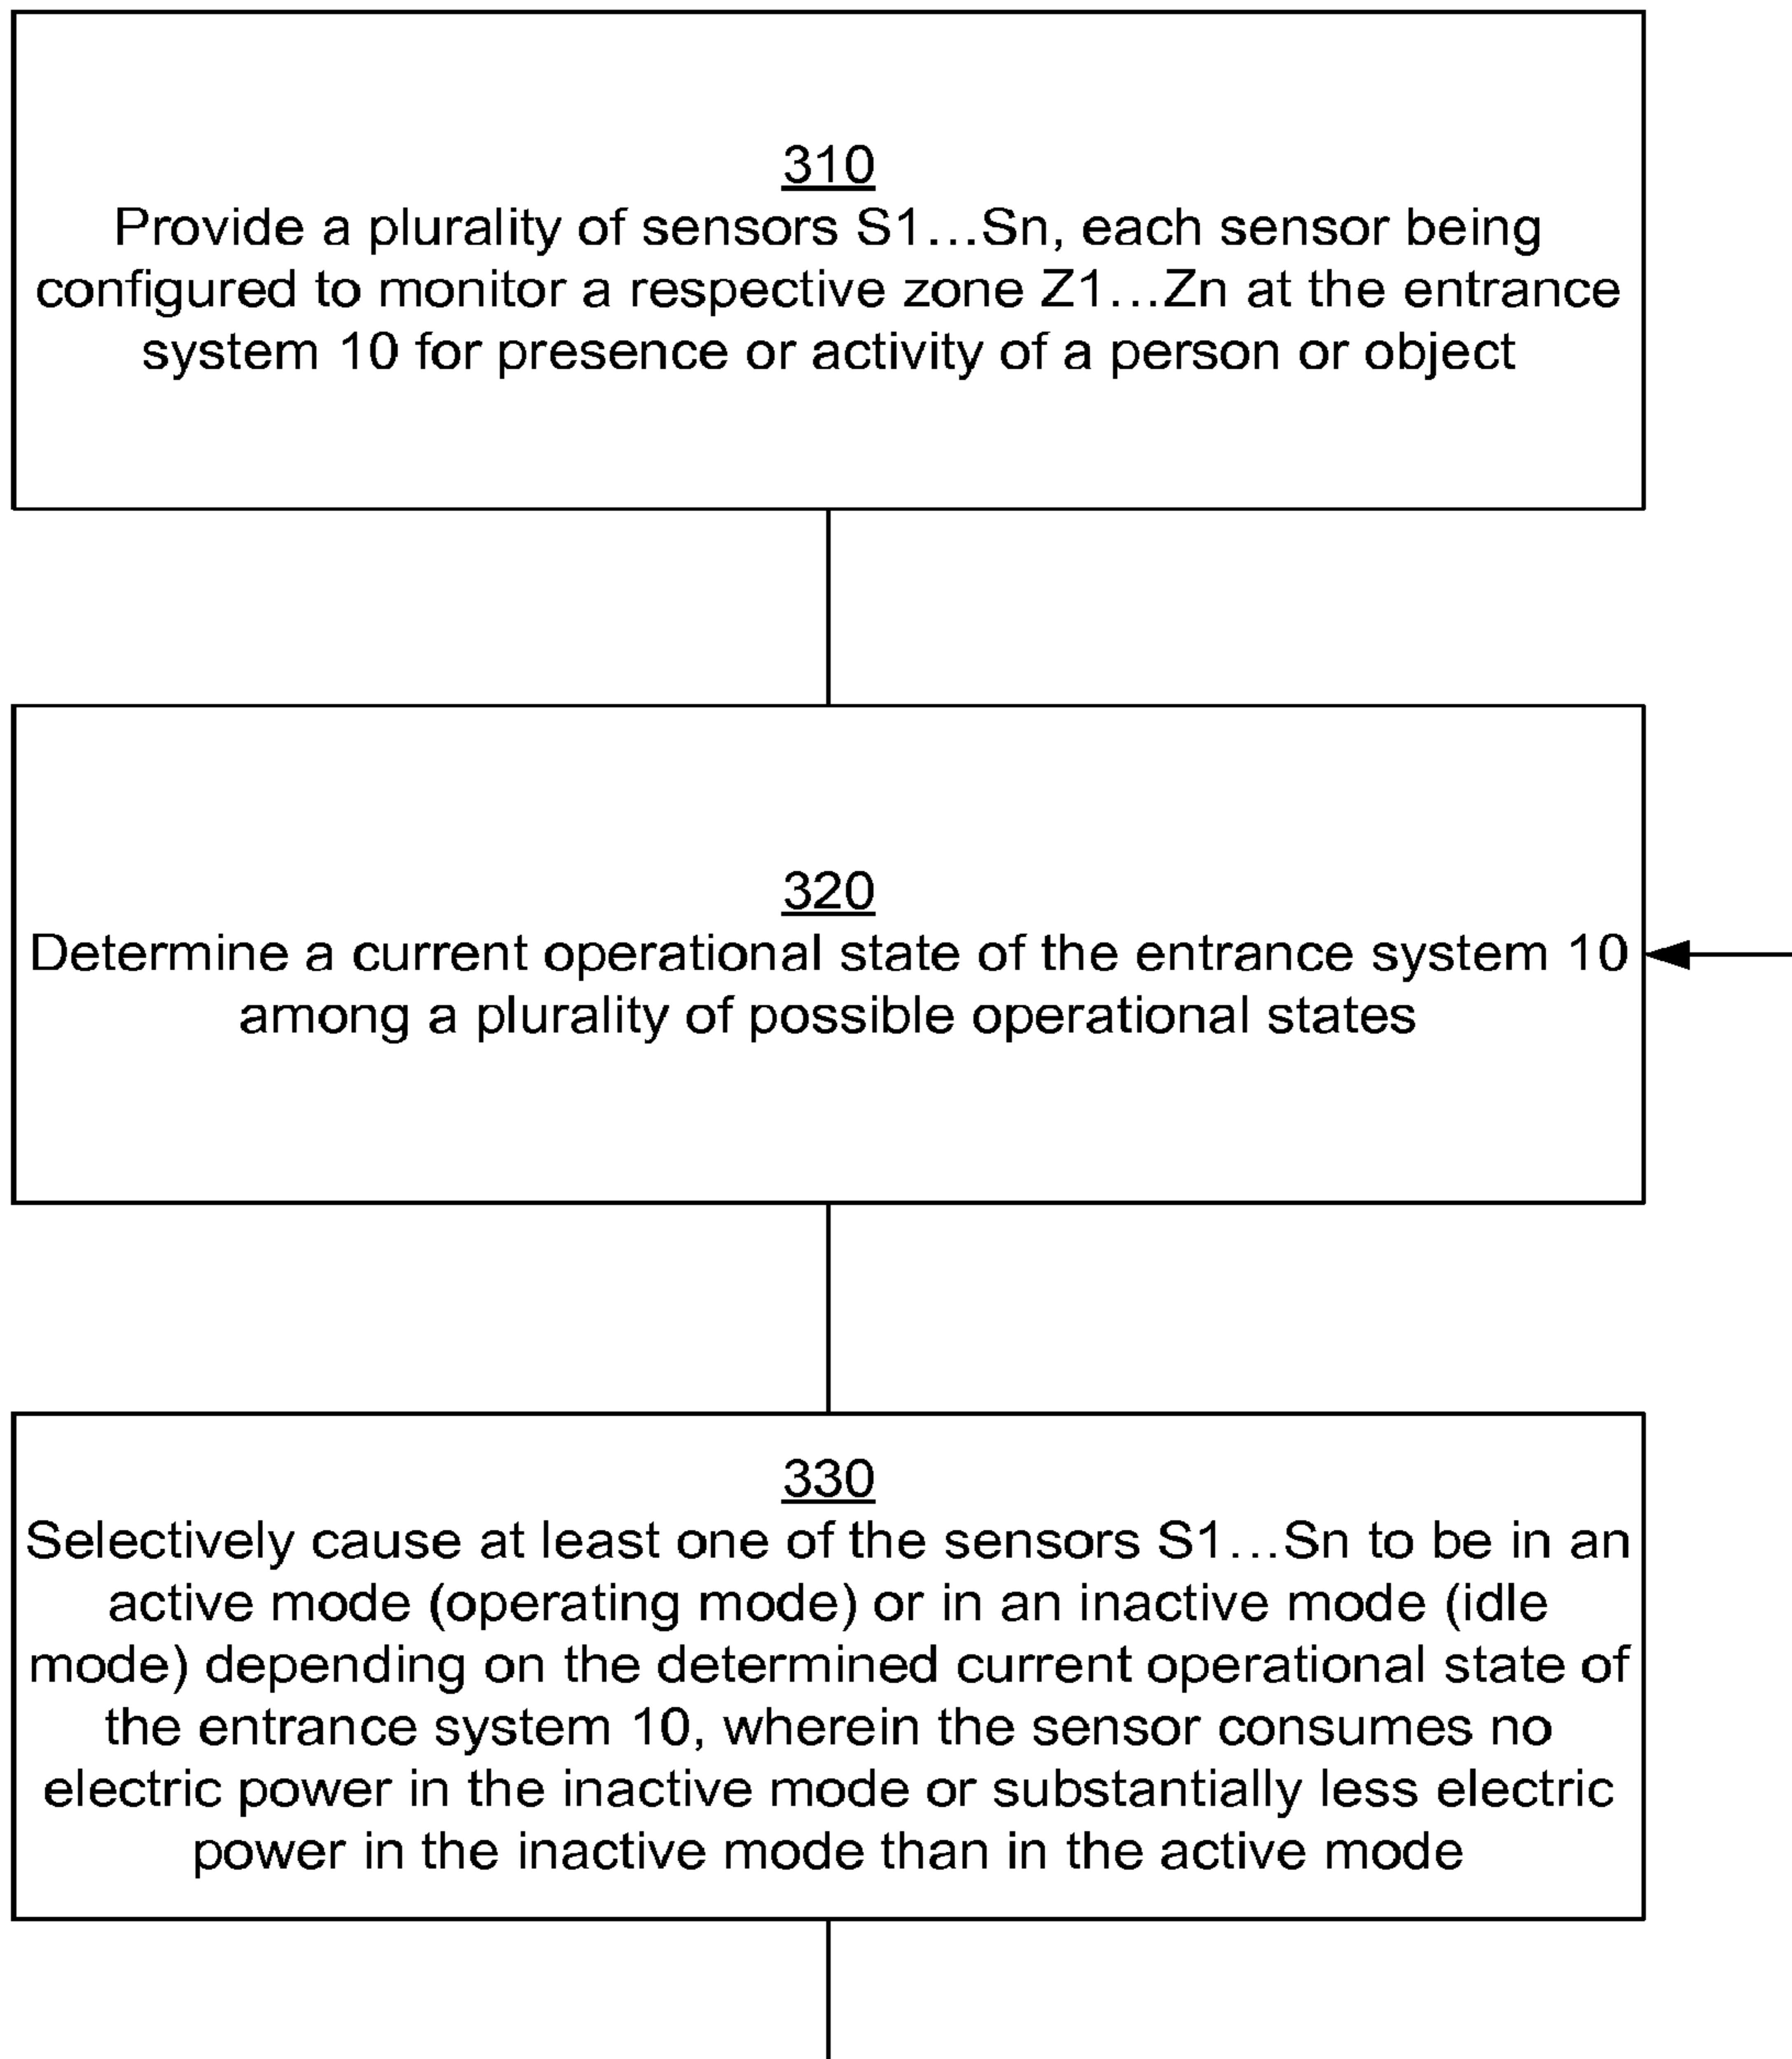 310
Provide a plurality of sensors S1...Sn, each sensor being
configured to monitor a respective zone Z1...Zn at the entrance
system 10 for presence or activity of a person or object
320
Determine a current operational state of the entrance system 10
among a plurality of possible operational states
330
Selectively cause at least one of the sensors S1...Sn to be in an
active mode (operating mode) or in an inactive mode (idle
mode) depending on the determined current operational state of
the entrance system 10, wherein the sensor consumes no
electric power in the inactive mode or substantially less electric
power in the inactive mode than in the active mode